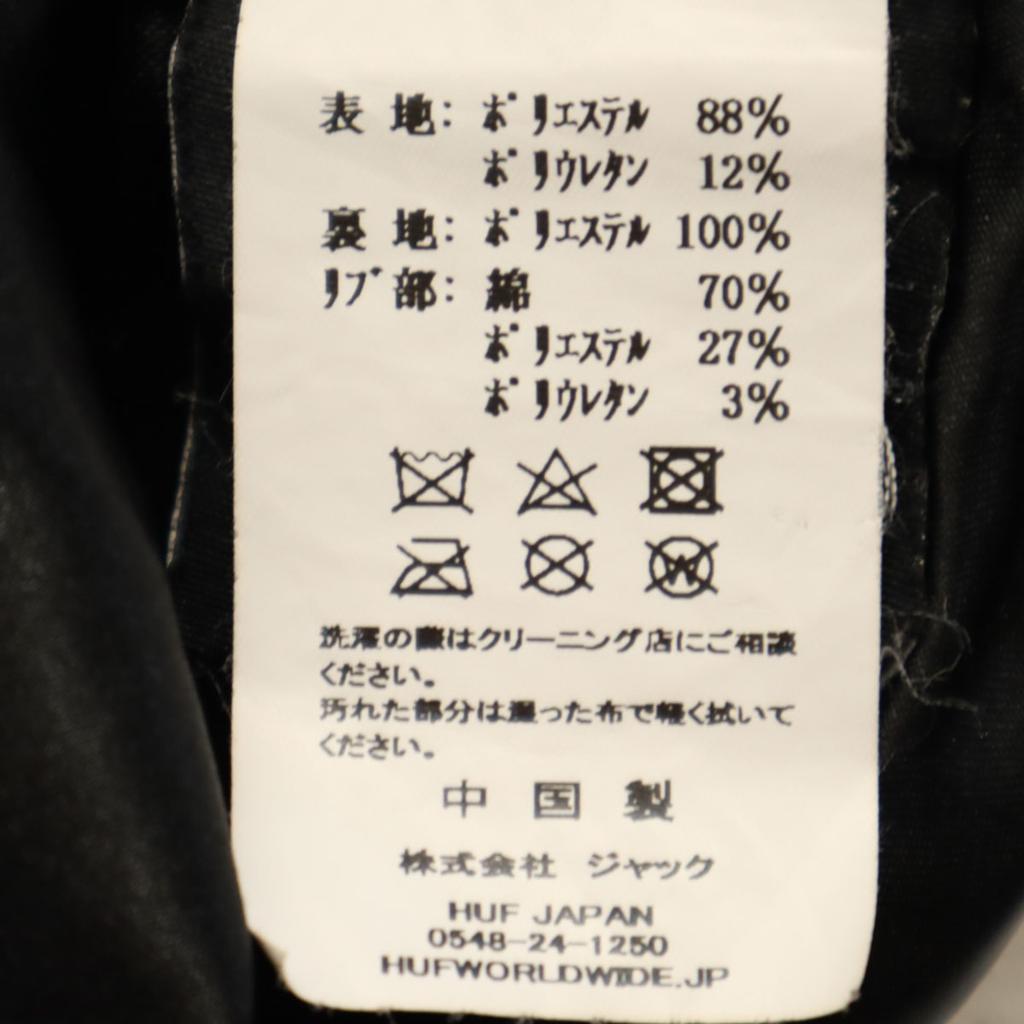 表 地: ポリエステル 88%
ポリウレタン 12%
裏 地: ポリエステル 100%
リブ部: 綿 70%
ポリエステル 27%
ポリウレタン 3%
W
洗濯の際はクリーニング店にご相談
ください。
汚れた部分は湿った布で軽く拭いて
ください。
中 国 製
株式会社 ジャック
HUF JAPAN
0548-24-1250
HUFWORLDWIDE.JP